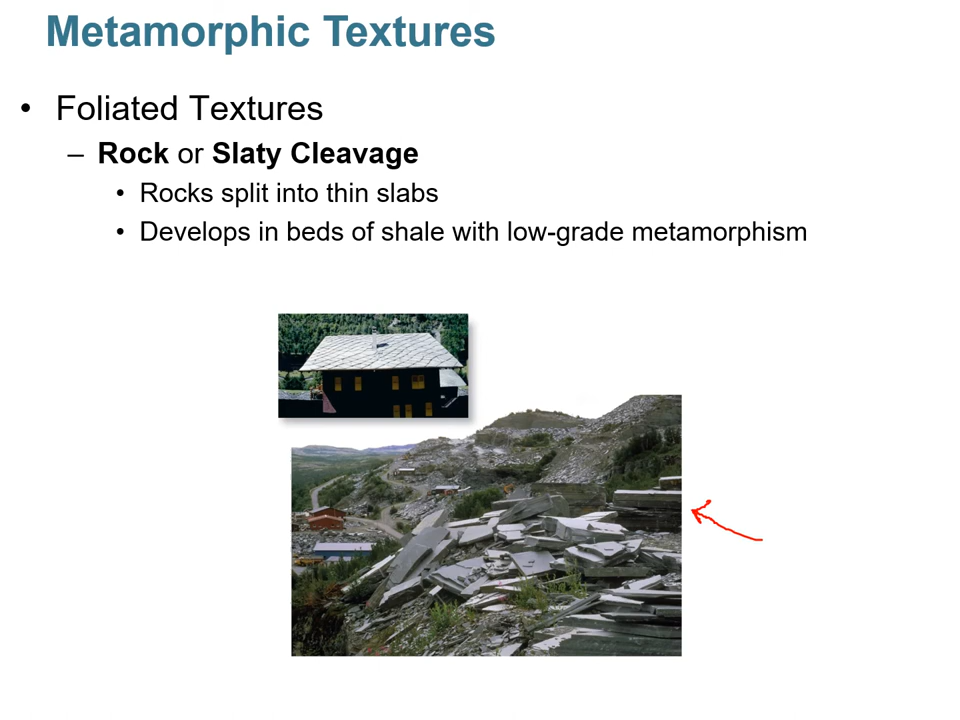 Metamorphic Textures
• Foliated Textures
– Rock or Slaty Cleavage
• Rocks split into thin slabs
• Develops in beds of shale with low-grade metamorphism